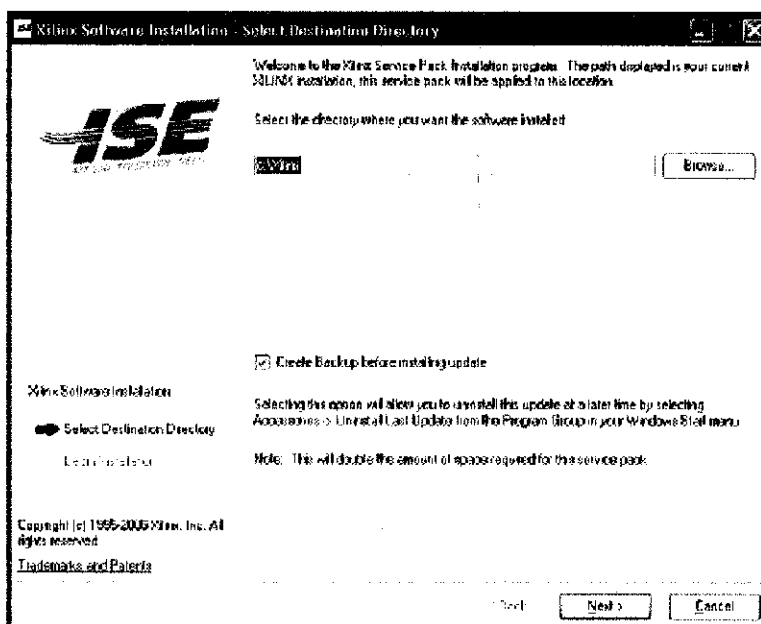 Xilinx Software Installation - Select Destination Directory
ISE
Welcome to the Xilinx Service Pack Installation program. The path displayed is your current
XILINX installation, this service pack will be applied to this location.
Select the directory where you want the software installed
c:\Xilinx
Browse...
Create Backup before installing update
Selecting this option will allow you to uninstall this update at a later time by selecting
Accessories -> Uninstall Last Update from the Program Group in your Windows Start menu
Note: This will double the amount of space required for this service pack.
Xilinx Software Installation
Select Destination Directory
Copyright (c) 1995-2006 Xilinx, Inc. All
rights reserved
Trademarks and Patents
< Back
Next >
Cancel